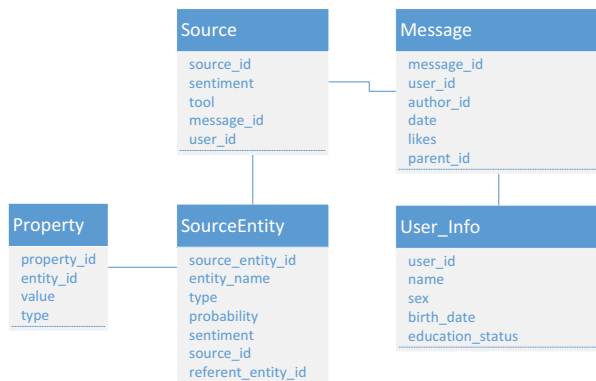 Source
source_id
sentiment
tool
message_id
user_id
Message
message_id
user_id
author_id
date
likes
parent_id
Property
property_id
entity_id
value
type
SourceEntity
source_entity_id
entity_name
type
probability
sentiment
source_id
referent_entity_id
User_Info
user_id
name
sex
birth_date
education_status